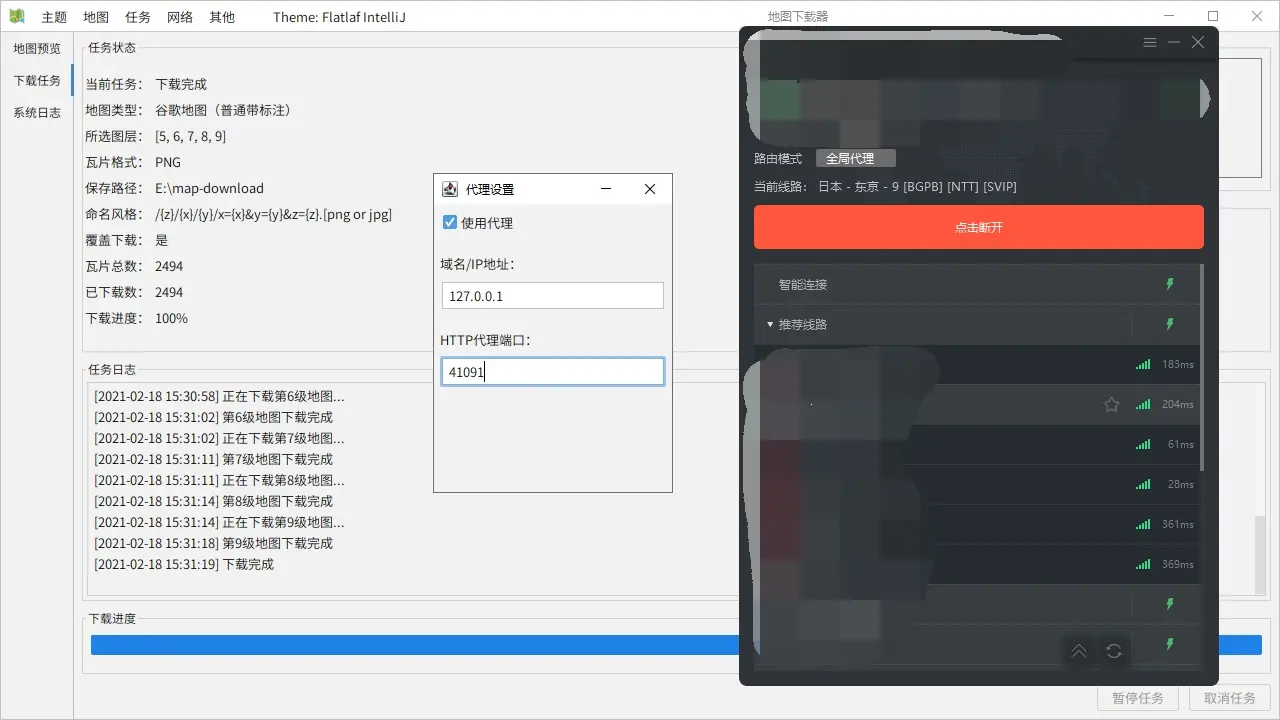 主题 地图 任务 网络 其他 Theme: Flatlaf IntelliJ 地图下载器
地图预览
下载任务
系统日志
任务状态
当前任务： 下载完成
地图类型： 谷歌地图（普通带标注）
所选图层： [5, 6, 7, 8, 9]
瓦片格式： PNG
保存路径： E:\map-download
命名风格： /{z}/{x}/{y}/x={x}&y={y}&z={z}.[png or jpg]
覆盖下载： 是
瓦片总数： 2494
已下载数： 2494
下载进度： 100%
任务日志
[2021-02-18 15:30:58] 正在下载第6级地图...
[2021-02-18 15:31:02] 第6级地图下载完成
[2021-02-18 15:31:02] 正在下载第7级地图...
[2021-02-18 15:31:11] 第7级地图下载完成
[2021-02-18 15:31:11] 正在下载第8级地图...
[2021-02-18 15:31:14] 第8级地图下载完成
[2021-02-18 15:31:14] 正在下载第9级地图...
[2021-02-18 15:31:18] 第9级地图下载完成
[2021-02-18 15:31:19] 下载完成
下载进度
暂停任务 取消任务
代理设置
使用代理
域名/IP地址：
127.0.0.1
HTTP代理端口：
41091
路由模式 全局代理
当前线路： 日本 - 东京 - 9 [BGPB] [NTT] [SVIP]
点击断开
智能连接
推荐线路
183ms
204ms
61ms
28ms
361ms
369ms